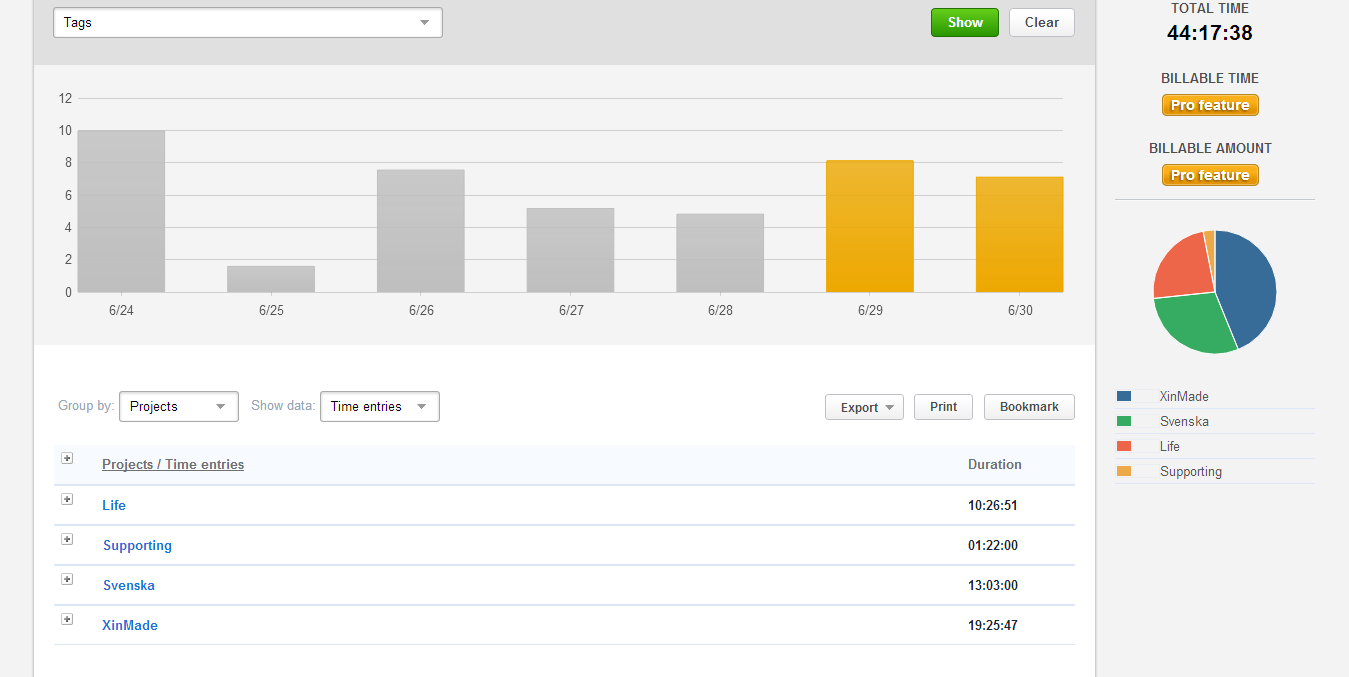 Tags
Show Clear
12
10
8
6
4
2
0
6/24 6/25 6/26 6/27 6/28 6/29 6/30
Group by: Projects Show data: Time entries Export Print Bookmark
Projects / Time entries Duration
Life 10:26:51
Supporting 01:22:00
Svenska 13:03:00
XinMade 19:25:47
TOTAL TIME
44:17:38
BILLABLE TIME
Pro feature
BILLABLE AMOUNT
Pro feature
XinMade
Svenska
Life
Supporting